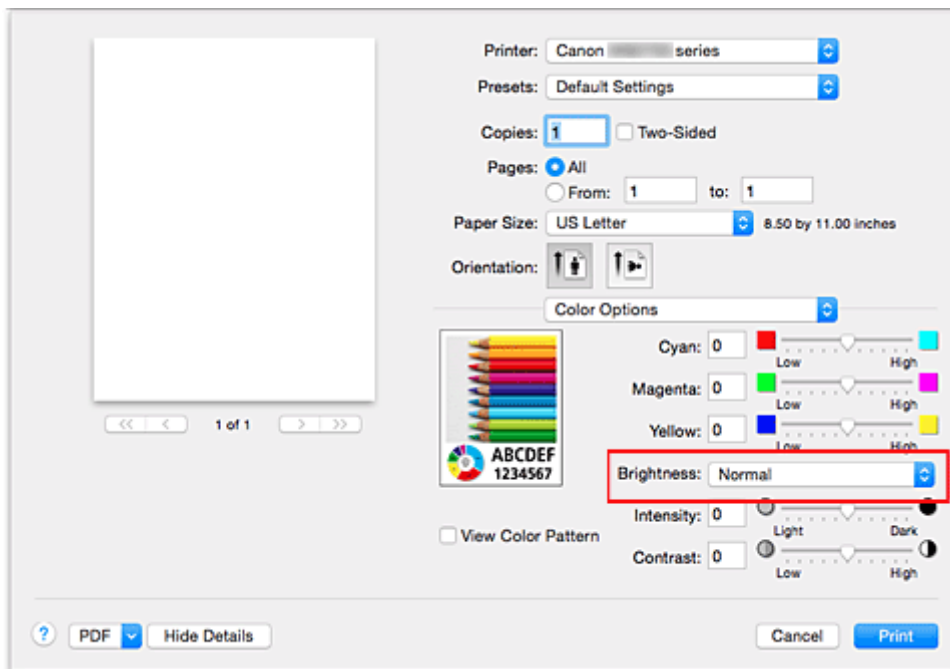 Printer: Canon series
Presets: Default Settings
Copies: 1 Two-Sided
Pages: All
From: 1 to: 1
Paper Size: US Letter 8.50 by 11.00 inches
Orientation:
Color Options
Cyan: 0
Low High
Magenta: 0
Low High
Yellow: 0
Low High
Brightness: Normal
Intensity: 0
Light Dark
Contrast: 0
Low High
ABCDEF
1234567
View Color Pattern
<< < 1 of 1 > >>
? PDF Hide Details Cancel Print